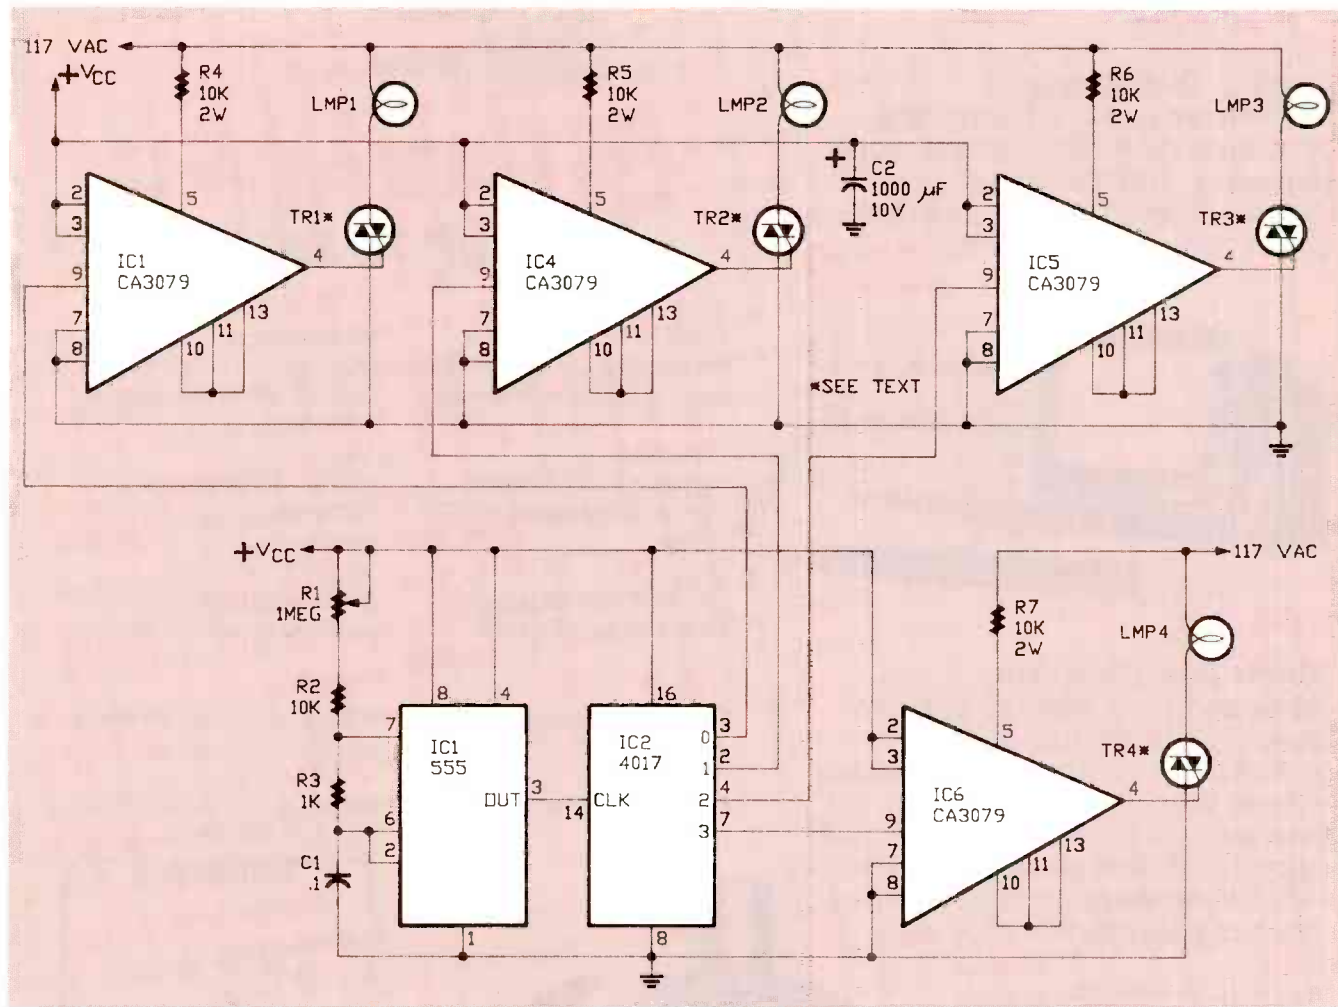 117 VAC
+VCC
R4
10K
2W
LMP1
R5
10K
2W
LMP2
R6
10K
2W
LMP3
+
C2
1000 µF
10V
2
3
9
7
8
5
4
10
11
13
IC1
CA3079
TR1*
2
3
9
7
8
5
4
10
11
13
IC4
CA3079
TR2*
2
3
9
7
8
5
4
10
11
13
IC5
CA3079
TR3*
*SEE TEXT
+VCC
R1
1MEG
R2
10K
R3
1K
C1
.1
8
4
7
6
2
IC1
555
OUT
3
1
16
14
CLK
IC2
4017
3
0
2
1
4
2
7
3
8
117 VAC
R7
10K
2W
LMP4
2
3
9
7
8
5
4
10
11
13
IC6
CA3079
TR4*